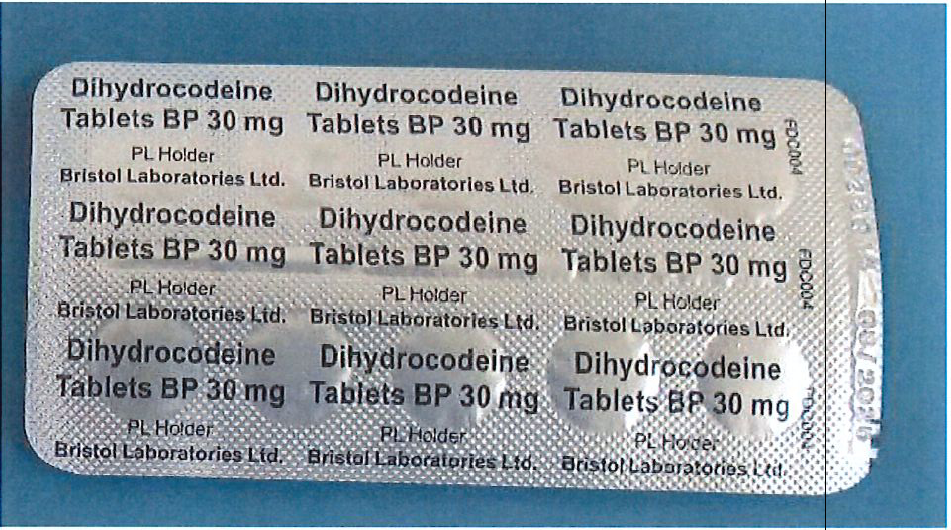 Dihydrocodeine Dihydrocodeine Dihydrocodeine
Tablets BP 30 mg Tablets BP 30 mg Tablets BP 30 mg
FDC004
PL Holder PL Holder PL Holder
Bristol Laboratories Ltd. Bristol Laboratories Ltd. Bristol Laboratories Ltd.
Dihydrocodeine Dihydrocodeine Dihydrocodeine
Tablets BP 30 mg Tablets BP 30 mg Tablets BP 30 mg
FDC004
PL Holder PL Holder PL Holder
Bristol Laboratories Ltd. Bristol Laboratories Ltd. Bristol Laboratories Ltd.
Dihydrocodeine Dihydrocodeine Dihydrocodeine
Tablets BP 30 mg Tablets BP 30 mg Tablets BP 30 mg
PL Holder PL Holder PL Holder
Bristol Laboratories Ltd. Bristol Laboratories Ltd. Bristol Laboratories Ltd.